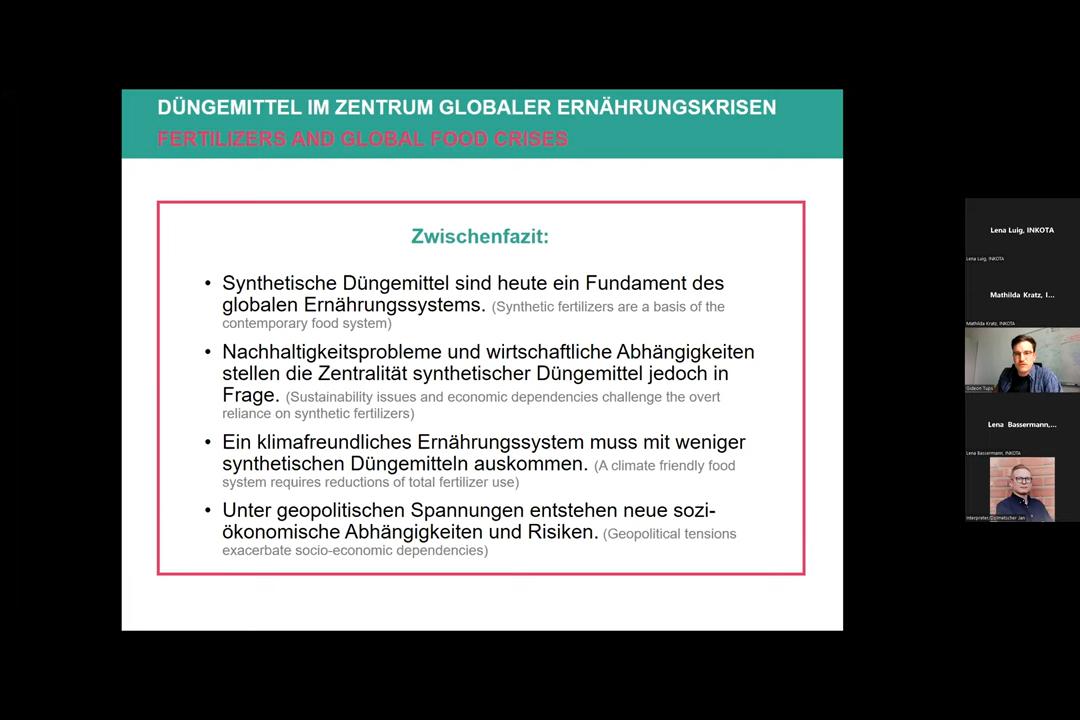 DÜNGEMITTEL IM ZENTRUM GLOBALER ERNÄHRUNGSKRISEN
FERTILIZERS AND GLOBAL FOOD CRISES
Zwischenfazit:
• Synthetische Düngemittel sind heute ein Fundament des
globalen Ernährungssystems. (Synthetic fertilizers are a basis of the
contemporary food system)
• Nachhaltigkeitsprobleme und wirtschaftliche Abhängigkeiten
stellen die Zentralität synthetischer Düngemittel jedoch in
Frage. (Sustainability issues and economic dependencies challenge the overt
reliance on synthetic fertilizers)
• Ein klimafreundliches Ernährungssystem muss mit weniger
synthetischen Düngemitteln auskommen. (A climate friendly food
system requires reductions of total fertilizer use)
• Unter geopolitischen Spannungen entstehen neue sozi-
ökonomische Abhängigkeiten und Risiken. (Geopolitical tensions
exacerbate socio-economic dependencies)
Lena Luig, INKOTA
Lena Luig, INKOTA
Mathilda Kratz, I...
Mathilda Kratz, INKOTA
Gideon Tups
Lena Bassermann,...
Lena Bassermann, INKOTA
Interpreter/Dolmetscher Jan